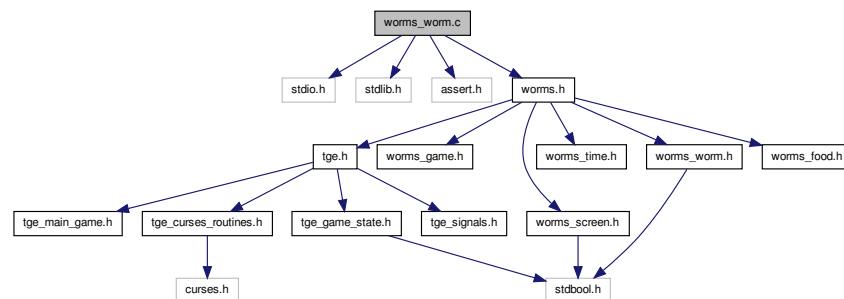 worms_worm.c
stdio.h
stdlib.h
assert.h
worms.h
tge.h
worms_game.h
worms_time.h
worms_worm.h
worms_food.h
tge_main_game.h
tge_curses_routines.h
tge_game_state.h
tge_signals.h
worms_screen.h
curses.h
stdbool.h